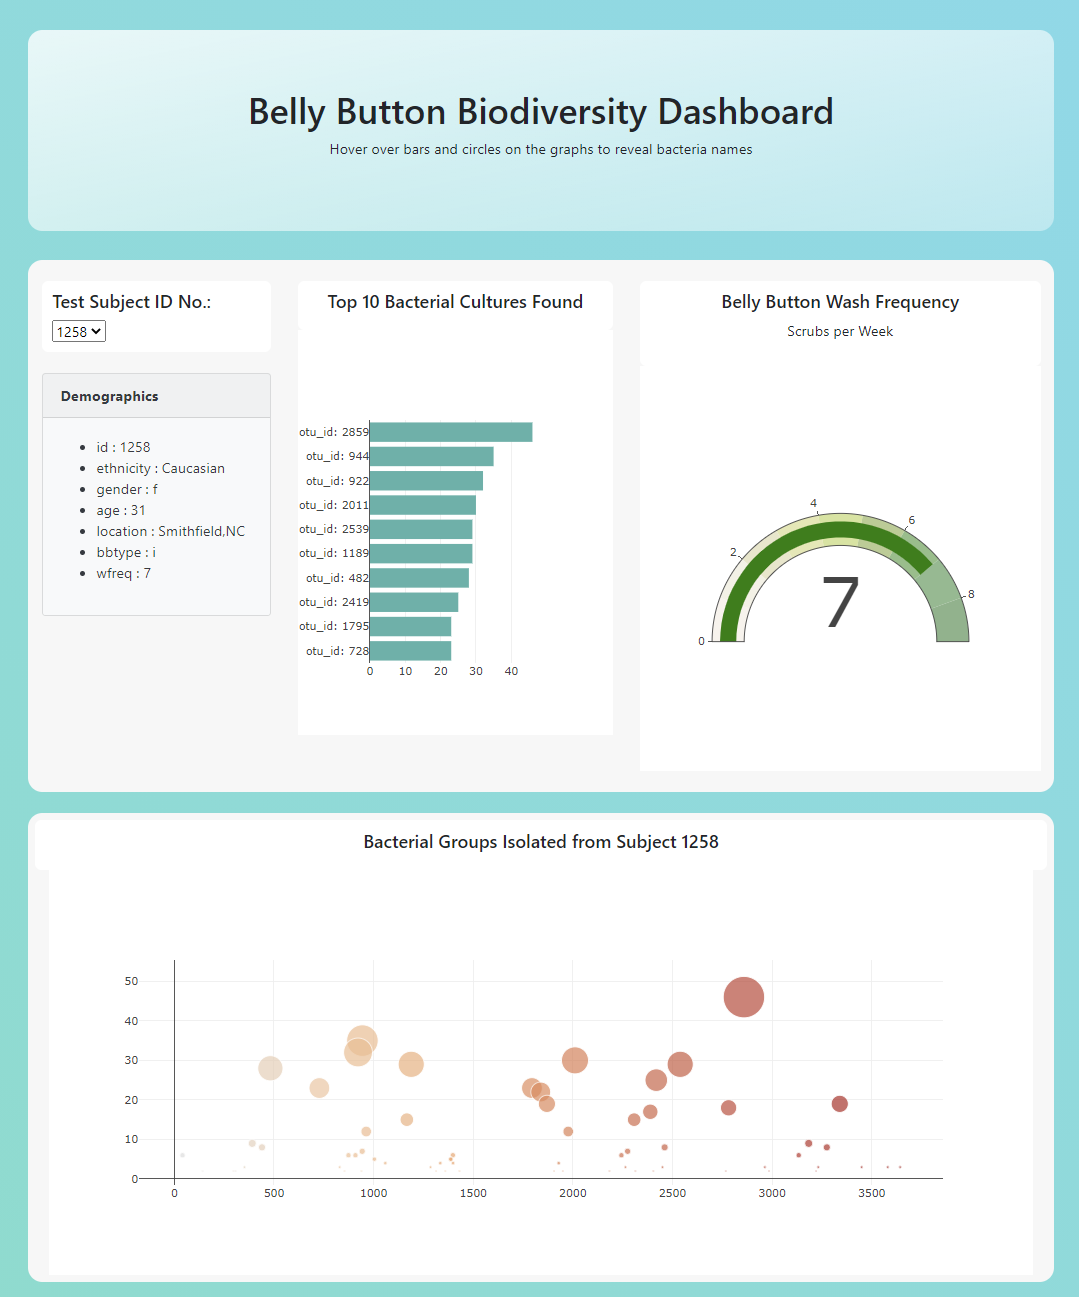 Belly Button Biodiversity Dashboard
Hover over bars and circles on the graphs to reveal bacteria names
Test Subject ID No.:
1258
Demographics
id : 1258
ethnicity : Caucasian
gender : f
age : 31
location : Smithfield,NC
bbtype : i
wfreq : 7
Top 10 Bacterial Cultures Found
otu_id: 2859
otu_id: 944
otu_id: 922
otu_id: 2011
otu_id: 2539
otu_id: 1189
otu_id: 482
otu_id: 2419
otu_id: 1795
otu_id: 728
0 10 20 30 40
Belly Button Wash Frequency
Scrubs per Week
0
2
4
6
8
7
Bacterial Groups Isolated from Subject 1258
50
40
30
20
10
0
0 500 1000 1500 2000 2500 3000 3500